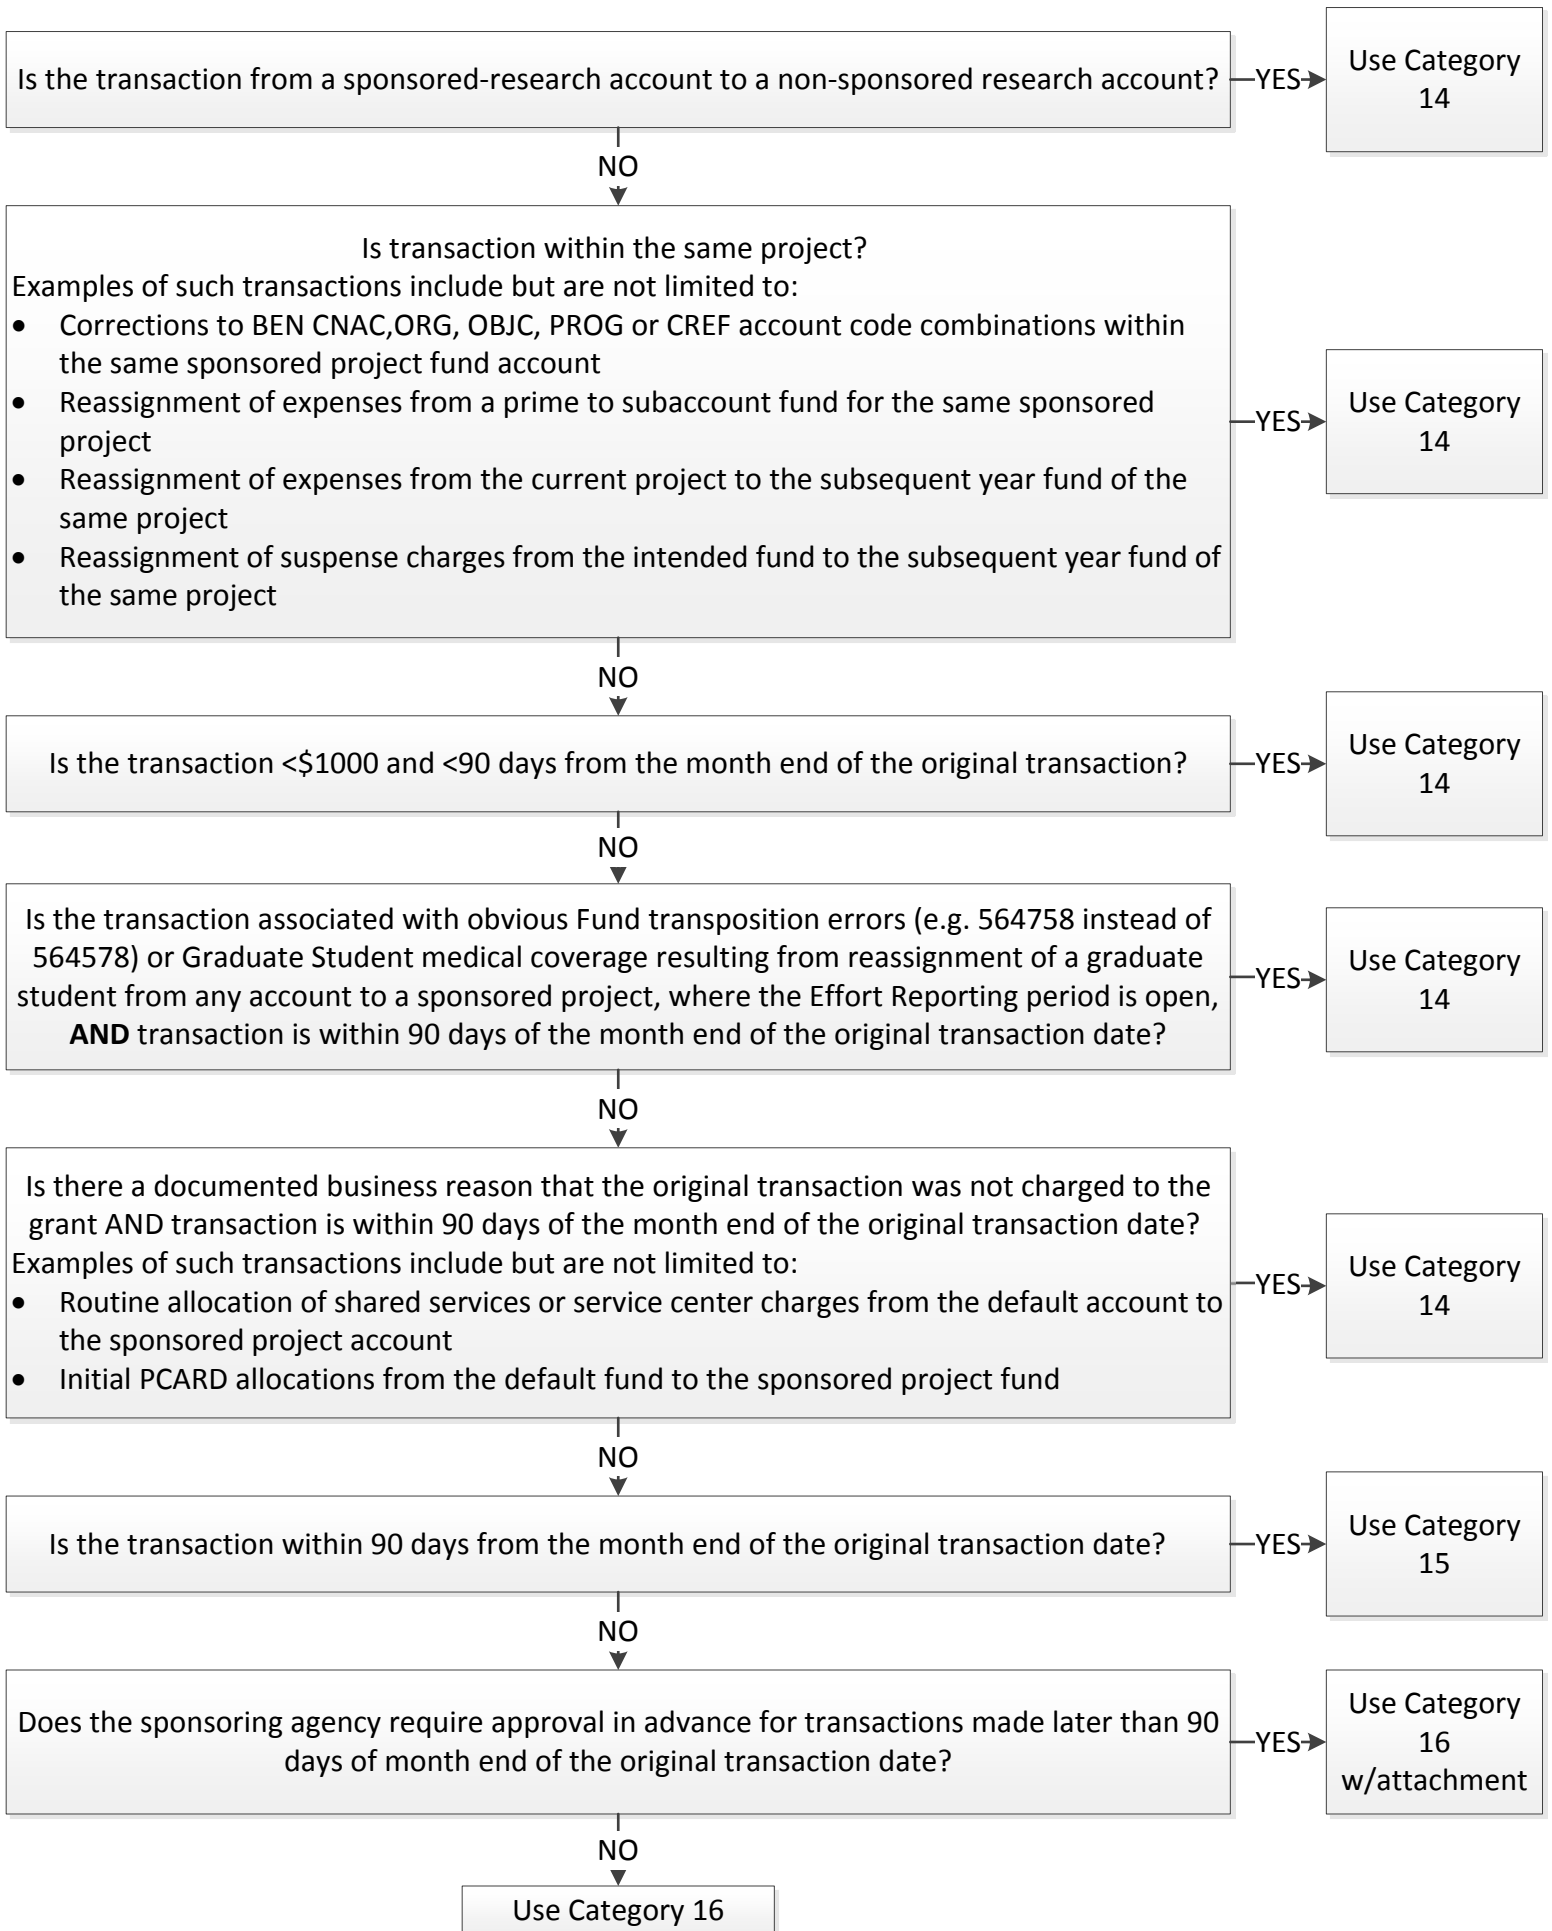 Is the transaction from a sponsored-research account to a non-sponsored research account?
YES
Use Category
14
NO
Is transaction within the same project?
Examples of such transactions include but are not limited to:
• Corrections to BEN CNAC,ORG, OBJC, PROG or CREF account code combinations within
the same sponsored project fund account
• Reassignment of expenses from a prime to subaccount fund for the same sponsored
project
• Reassignment of expenses from the current project to the subsequent year fund of the
same project
• Reassignment of suspense charges from the intended fund to the subsequent year fund of
the same project
YES
Use Category
14
NO
Is the transaction <$1000 and <90 days from the month end of the original transaction?
YES
Use Category
14
NO
Is the transaction associated with obvious Fund transposition errors (e.g. 564758 instead of
564578) or Graduate Student medical coverage resulting from reassignment of a graduate
student from any account to a sponsored project, where the Effort Reporting period is open,
AND transaction is within 90 days of the month end of the original transaction date?
YES
Use Category
14
NO
Is there a documented business reason that the original transaction was not charged to the
grant AND transaction is within 90 days of the month end of the original transaction date?
Examples of such transactions include but are not limited to:
• Routine allocation of shared services or service center charges from the default account to
the sponsored project account
• Initial PCARD allocations from the default fund to the sponsored project fund
YES
Use Category
14
NO
Is the transaction within 90 days from the month end of the original transaction date?
YES
Use Category
15
NO
Does the sponsoring agency require approval in advance for transactions made later than 90
days of month end of the original transaction date?
YES
Use Category
16
w/attachment
NO
Use Category 16